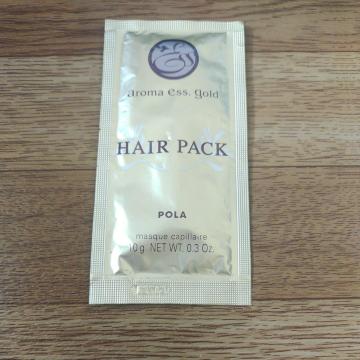 aroma ess. gold
HAIR PACK
POLA
masque capillaire
10g NET WT. 0.3 Oz.